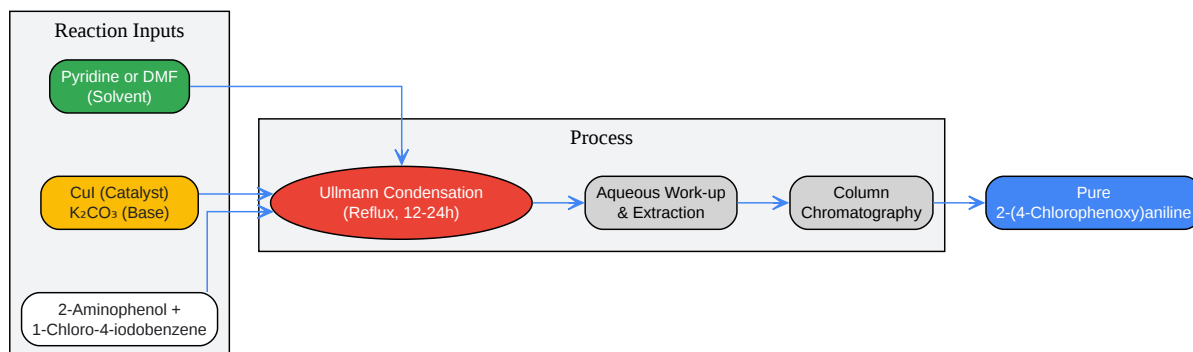 Reaction Inputs
Pyridine or DMF
(Solvent)
CuI (Catalyst)
K₂CO₃ (Base)
2-Aminophenol +
1-Chloro-4-iodobenzene
Process
Ullmann Condensation
(Reflux, 12-24h)
Aqueous Work-up
& Extraction
Column
Chromatography
Pure
2-(4-Chlorophenoxy)aniline